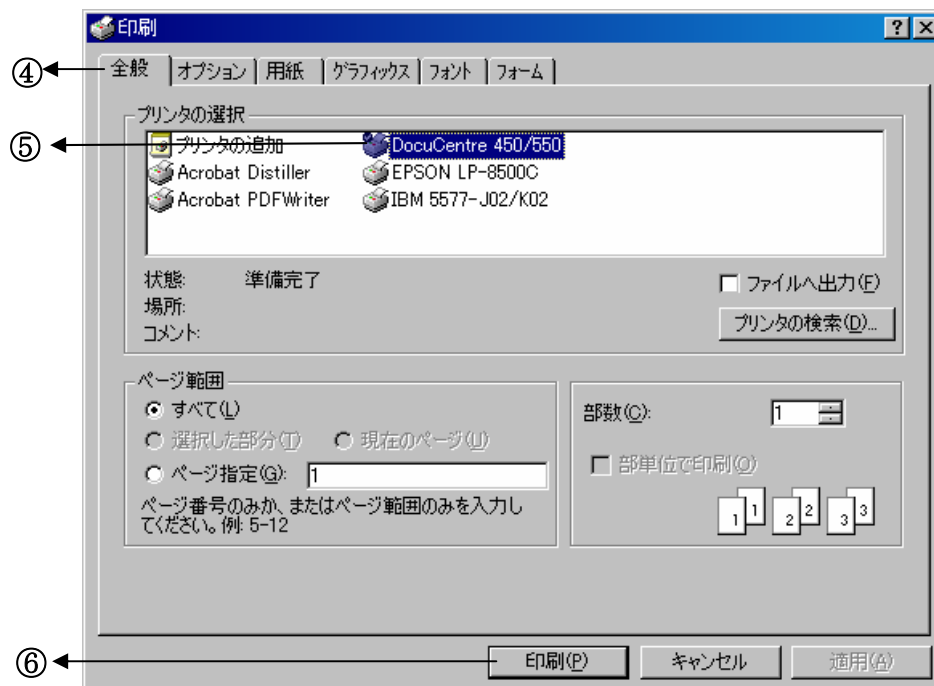 印刷
④ 全般 オプション 用紙 グラフィックス フォント フォーム
プリンタの選択
⑤ プリンタの追加 DocuCentre 450/550
Acrobat Distiller EPSON LP-8500C
Acrobat PDFWriter IBM 5577-J02/K02
状態: 準備完了
場所:
コメント:
ファイルへ出力(F)
プリンタの検索(D)...
ページ範囲
すべて(L)
選択した部分(T) 現在のページ(U)
ページ指定(G): 1
ページ番号のみか、またはページ範囲のみを入力し
てください。例: 5-12
部数(C): 1
部単位で印刷(O)
1 1 2 2 3 3
⑥ 印刷(P) キャンセル 適用(A)